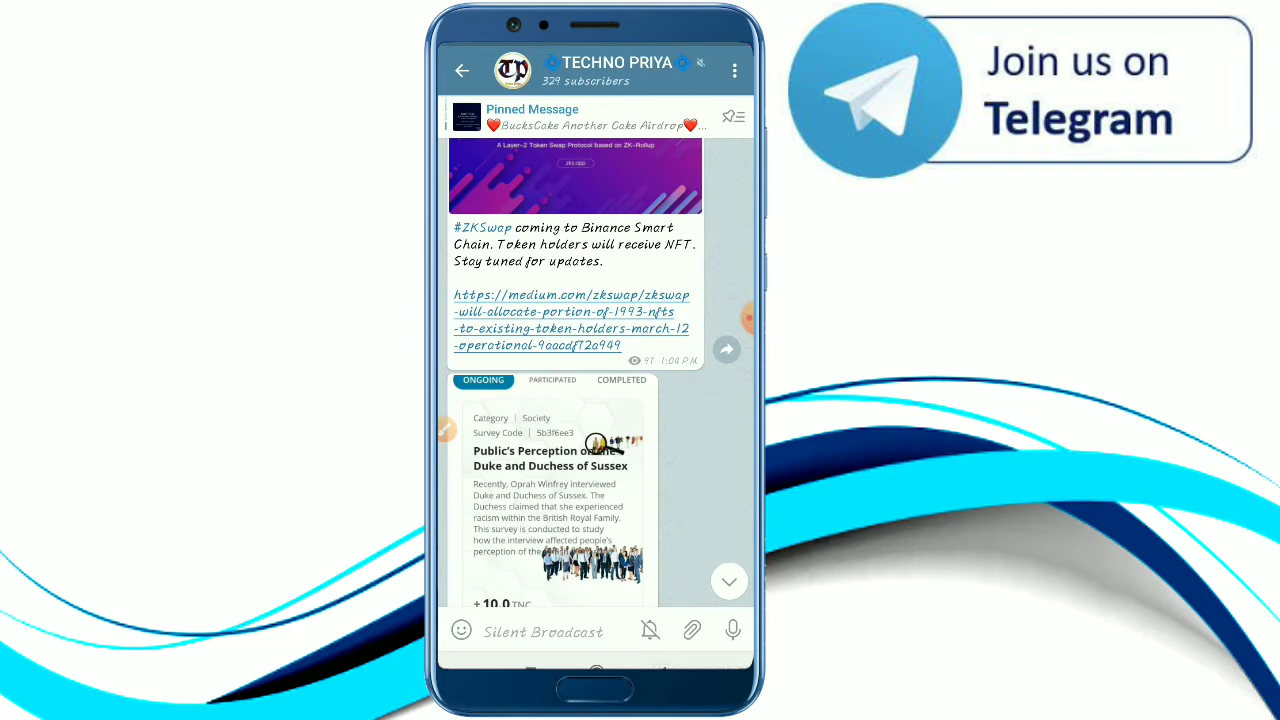 TECHNO PRIYA
329 subscribers
Pinned Message
❤️BucksCake Another Cake Airdrop❤️...
A Layer-2 Token Swap Protocol based on ZK-Rollup
zks.app
#ZKSwap coming to Binance Smart
Chain. Token holders will receive NFT.
Stay tuned for updates.
https://medium.com/zkswap/zkswap
-will-allocate-portion-of-1993-nfts
-to-existing-token-holders-march-12
-operational-9aacdf72a949
97 1:04 PM
ONGOING PARTICIPATED COMPLETED
Category | Society
Survey Code | 5b3f6ee3
Public's Perception on the
Duke and Duchess of Sussex
Recently, Oprah Winfrey interviewed
Duke and Duchess of Sussex. The
Duchess claimed that she experienced
racism within the British Royal Family.
This survey is conducted to study
how the interview affected people's
perception of the
+ 10.0 TNC
Silent Broadcast
Join us on
Telegram
TP